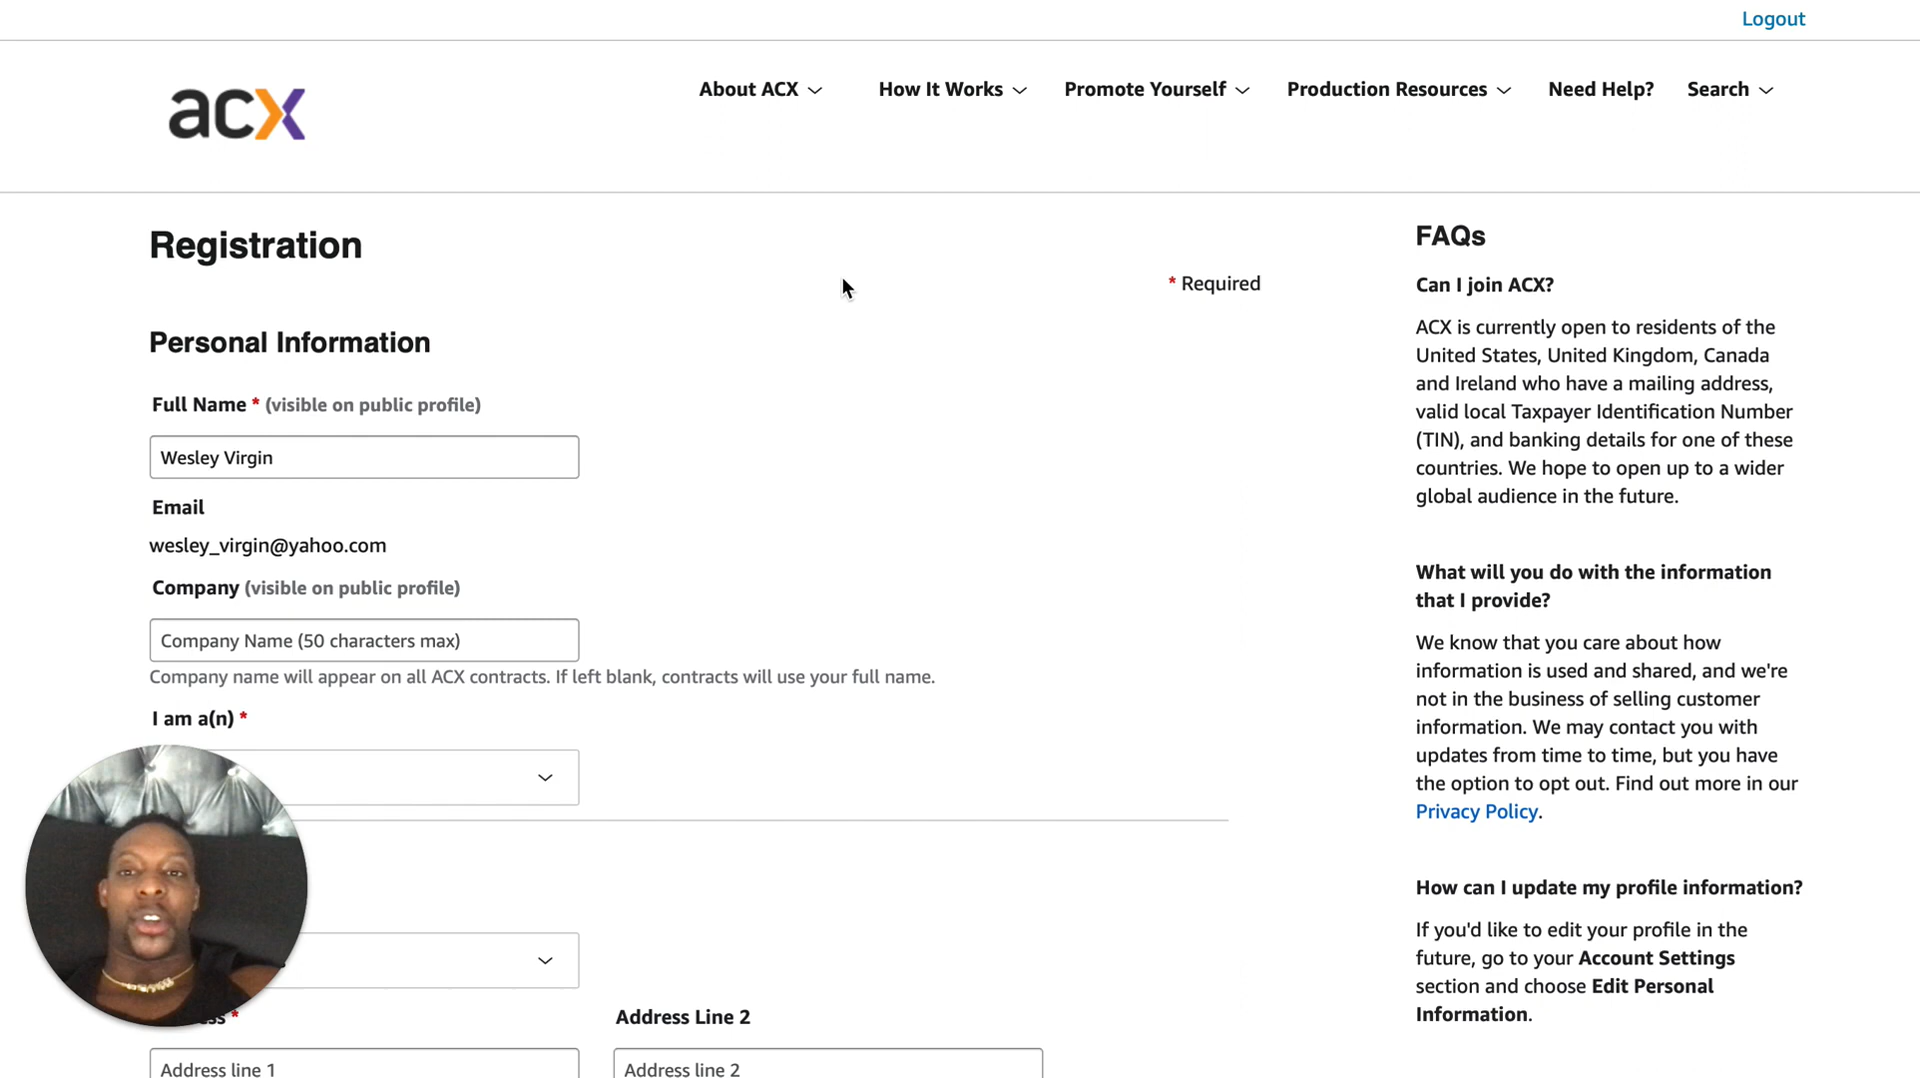 Logout
acx
About ACX
How It Works
Promote Yourself
Production Resources
Need Help?
Search
Registration
* Required
Personal Information
Full Name * (visible on public profile)
Wesley Virgin
Email
wesley_virgin@yahoo.com
Company (visible on public profile)
Company Name (50 characters max)
Company name will appear on all ACX contracts. If left blank, contracts will use your full name.
I am a(n) *
ss *
Address Line 2
Address line 1
Address line 2
FAQs
Can I join ACX?
ACX is currently open to residents of the
United States, United Kingdom, Canada
and Ireland who have a mailing address,
valid local Taxpayer Identification Number
(TIN), and banking details for one of these
countries. We hope to open up to a wider
global audience in the future.
What will you do with the information
that I provide?
We know that you care about how
information is used and shared, and we're
not in the business of selling customer
information. We may contact you with
updates from time to time, but you have
the option to opt out. Find out more in our
Privacy Policy.
How can I update my profile information?
If you'd like to edit your profile in the
future, go to your Account Settings
section and choose Edit Personal
Information.